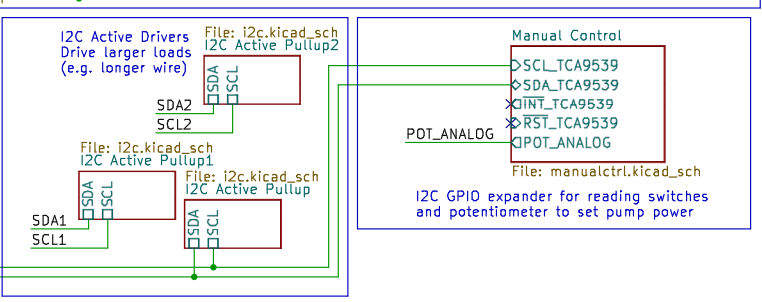 I2C Active Drivers
Drive larger loads
(e.g. longer wire)
File: i2c.kicad_sch
I2C Active Pullup2
SDA
SCL
SDA2
SCL2
File: i2c.kicad_sch
I2C Active Pullup1
SDA
SCL
SDA1
SCL1
File: i2c.kicad_sch
I2C Active Pullup
SDA
SCL
Manual Control
SCL_TCA9539
SDA_TCA9539
INT_TCA9539
RST_TCA9539
POT_ANALOG
POT_ANALOG
File: manualctrl.kicad_sch
I2C GPIO expander for reading switches
and potentiometer to set pump power